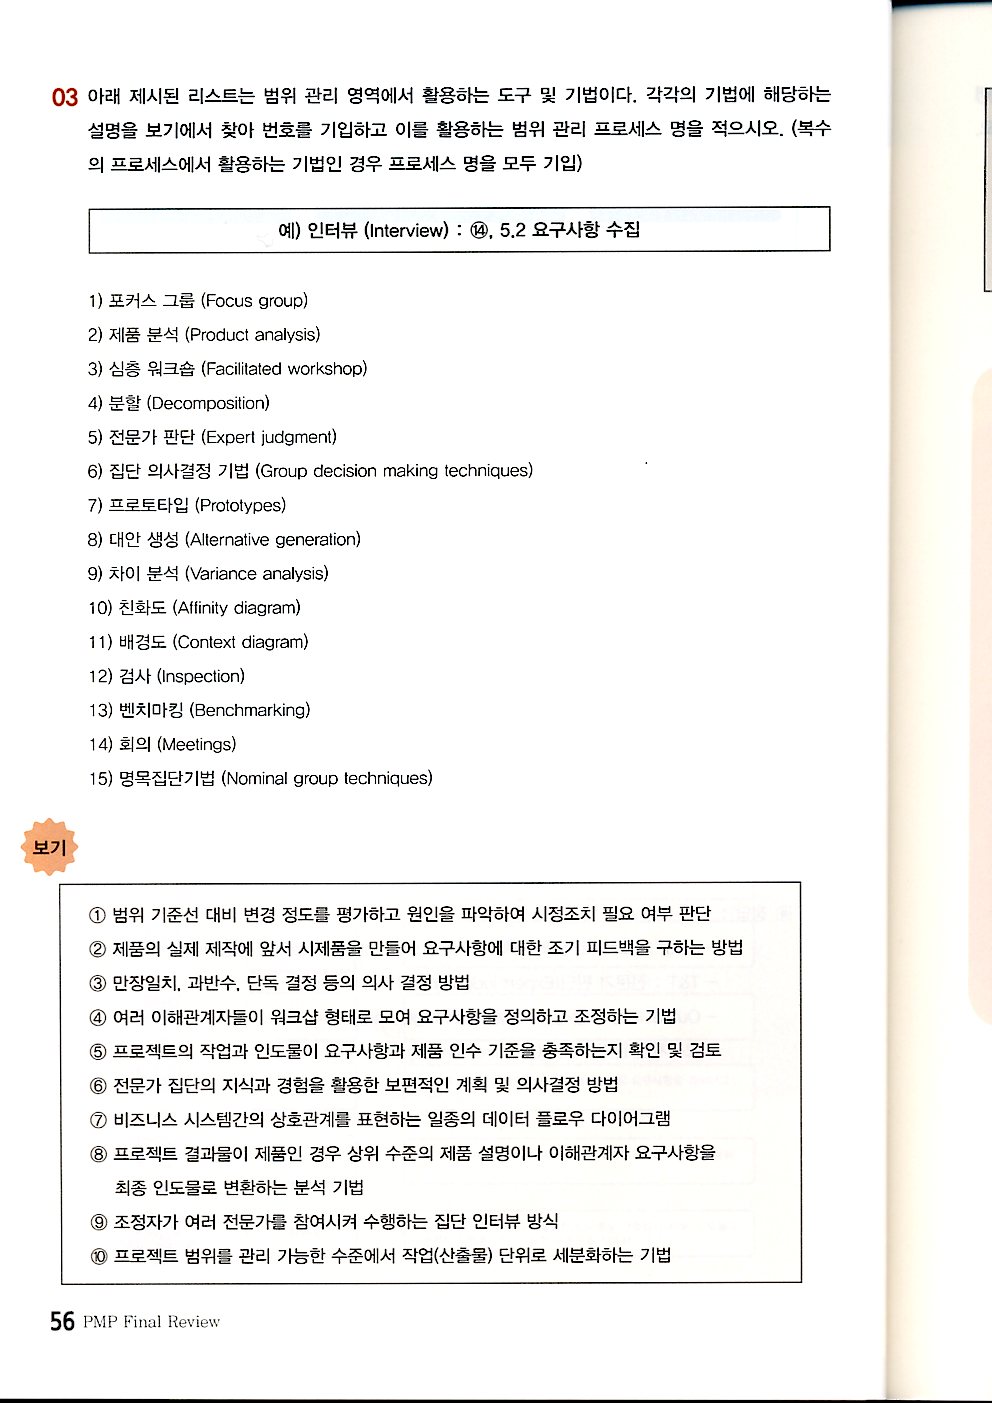 03 아래 제시된 리스트는 범위 관리 영역에서 활용하는 도구 및 기법이다. 각각의 기법에 해당하는
설명을 보기에서 찾아 번호를 기입하고 이를 활용하는 범위 관리 프로세스 명을 적으시오. (복수
의 프로세스에서 활용하는 기법인 경우 프로세스 명을 모두 기입)
예) 인터뷰 (Interview) : ⑭, 5.2 요구사항 수집
1) 포커스 그룹 (Focus group)
2) 제품 분석 (Product analysis)
3) 심층 워크숍 (Facilitated workshop)
4) 분할 (Decomposition)
5) 전문가 판단 (Expert judgment)
6) 집단 의사결정 기법 (Group decision making techniques)
7) 프로토타입 (Prototypes)
8) 대안 생성 (Alternative generation)
9) 차이 분석 (Variance analysis)
10) 친화도 (Affinity diagram)
11) 배경도 (Context diagram)
12) 검사 (Inspection)
13) 벤치마킹 (Benchmarking)
14) 회의 (Meetings)
15) 명목집단기법 (Nominal group techniques)
보기
① 범위 기준선 대비 변경 정도를 평가하고 원인을 파악하여 시정조치 필요 여부 판단
② 제품의 실제 제작에 앞서 시제품을 만들어 요구사항에 대한 조기 피드백을 구하는 방법
③ 만장일치, 과반수, 단독 결정 등의 의사 결정 방법
④ 여러 이해관계자들이 워크샵 형태로 모여 요구사항을 정의하고 조정하는 기법
⑤ 프로젝트의 작업과 인도물이 요구사항과 제품 인수 기준을 충족하는지 확인 및 검토
⑥ 전문가 집단의 지식과 경험을 활용한 보편적인 계획 및 의사결정 방법
⑦ 비즈니스 시스템간의 상호관계를 표현하는 일종의 데이터 플로우 다이어그램
⑧ 프로젝트 결과물이 제품인 경우 상위 수준의 제품 설명이나 이해관계자 요구사항을
최종 인도물로 변환하는 분석 기법
⑨ 조정자가 여러 전문가를 참여시켜 수행하는 집단 인터뷰 방식
⑩ 프로젝트 범위를 관리 가능한 수준에서 작업(산출물) 단위로 세분화하는 기법
56 PMP Final Review